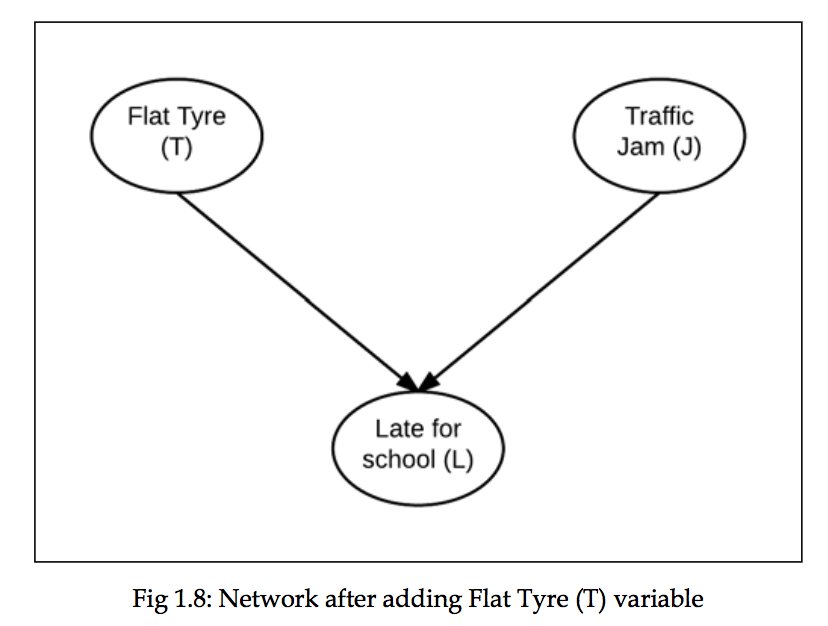 Flat Tyre
(T)
Traffic
Jam (J)
Late for
school (L)
Fig 1.8: Network after adding Flat Tyre (T) variable